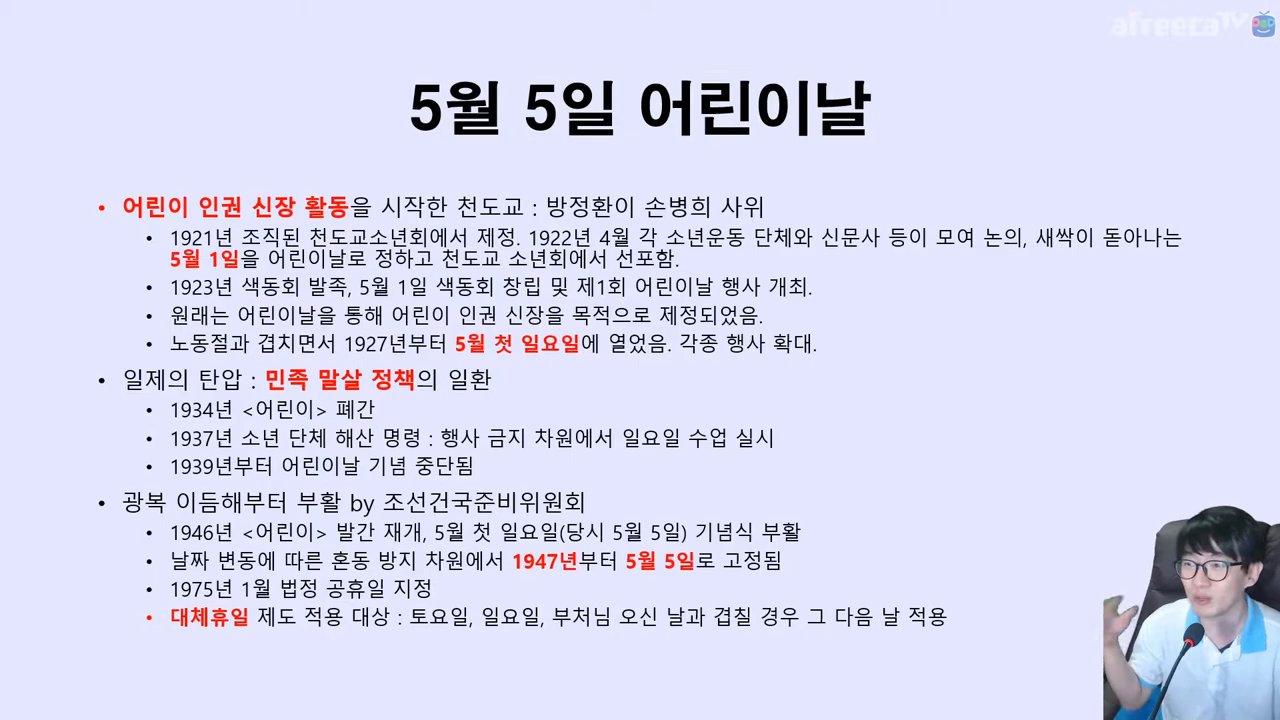 afreecaTV
5월 5일 어린이날
• 어린이 인권 신장 활동을 시작한 천도교 : 방정환이 손병희 사위
• 1921년 조직된 천도교소년회에서 제정. 1922년 4월 각 소년운동 단체와 신문사 등이 모여 논의, 새싹이 돋아나는
5월 1일을 어린이날로 정하고 천도교 소년회에서 선포함.
• 1923년 색동회 발족, 5월 1일 색동회 창립 및 제1회 어린이날 행사 개최.
• 원래는 어린이날을 통해 어린이 인권 신장을 목적으로 제정되었음.
• 노동절과 겹치면서 1927년부터 5월 첫 일요일에 열었음. 각종 행사 확대.
• 일제의 탄압 : 민족 말살 정책의 일환
• 1934년 <어린이> 폐간
• 1937년 소년 단체 해산 명령 : 행사 금지 차원에서 일요일 수업 실시
• 1939년부터 어린이날 기념 중단됨
• 광복 이듬해부터 부활 by 조선건국준비위원회
• 1946년 <어린이> 발간 재개, 5월 첫 일요일(당시 5월 5일) 기념식 부활
• 날짜 변동에 따른 혼동 방지 차원에서 1947년부터 5월 5일로 고정됨
• 1975년 1월 법정 공휴일 지정
• 대체휴일 제도 적용 대상 : 토요일, 일요일, 부처님 오신 날과 겹칠 경우 그 다음 날 적용